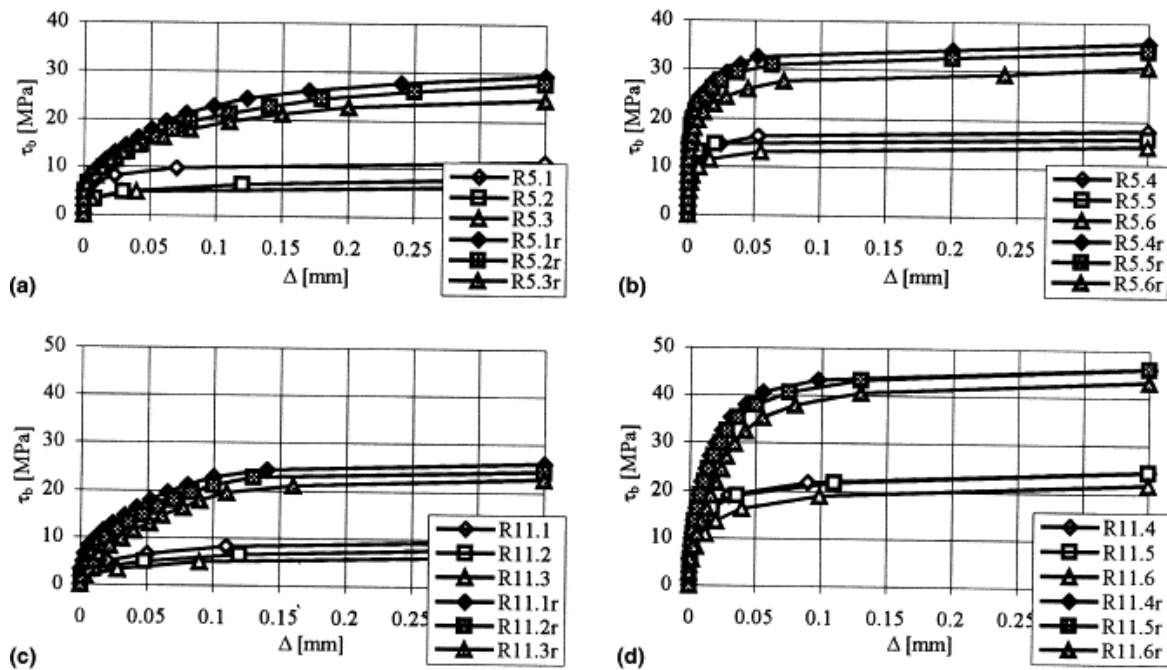 τb [MPa]
40
30
20
10
0
0 0.05 0.1 0.15 0.2 0.25
Δ [mm]
R5.1
R5.2
R5.3
R5.1r
R5.2r
R5.3r
(a)
τb [MPa]
40
30
20
10
0
0 0.05 0.1 0.15 0.2 0.25
Δ [mm]
R5.4
R5.5
R5.6
R5.4r
R5.5r
R5.6r
(b)
τb [MPa]
50
40
30
20
10
0
0 0.05 0.1 0.15 0.2 0.25
Δ [mm]
R11.1
R11.2
R11.3
R11.1r
R11.2r
R11.3r
(c)
τb [MPa]
50
40
30
20
10
0
0 0.05 0.1 0.15 0.2 0.25
Δ [mm]
R11.4
R11.5
R11.6
R11.4r
R11.5r
R11.6r
(d)